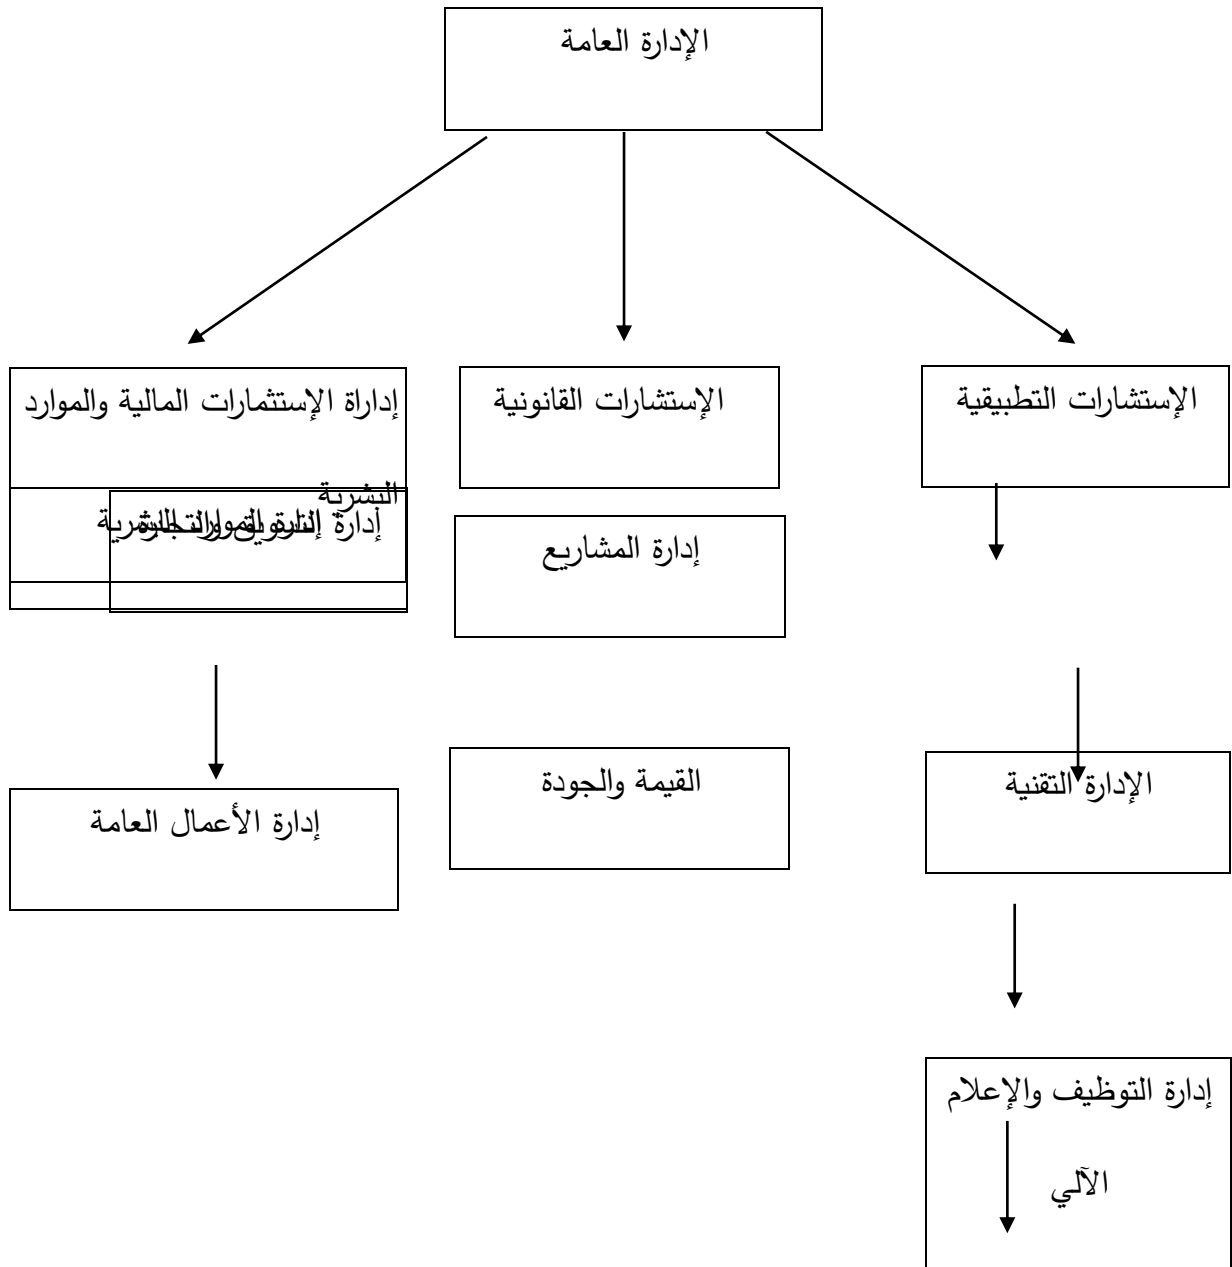 الإدارة العامة
الإستشارات التطبيقية
الإستشارات القانونية
إداراة الإستثمارات المالية والموارد
البشرية
إدارة
إدارة المشاريع
الإدارة التقنية
القيمة والجودة
إدارة الأعمال العامة
إدارة التوظيف والإعلام
الآلي